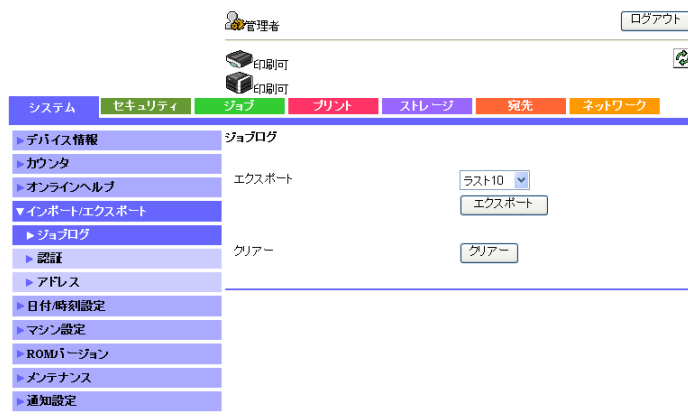 管理者
ログアウト
印刷可
印刷可
システム
セキュリティ
ジョブ
プリント
ストレージ
宛先
ネットワーク
デバイス情報
カウンタ
オンラインヘルプ
インポート/エクスポート
ジョブログ
認証
アドレス
日付/時刻設定
マシン設定
ROMバージョン
メンテナンス
通知設定
ジョブログ
エクスポート
ラスト10
エクスポート
クリアー
クリアー